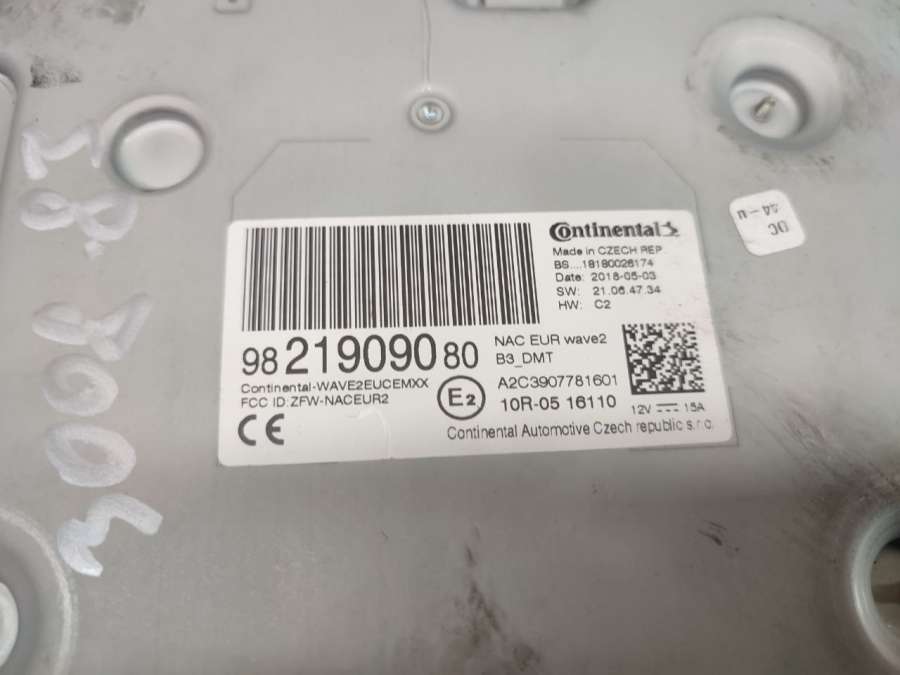 Continental
Made in CZECH REP
BS....18180026174
Date: 2018-05-03
SW: 21.06.47.34
HW: C2
98 219090 80
NAC EUR wave2
B3_DMT
Continental-WAVE2EUCEMXX
FCC ID:ZFW-NACEUR2
E2
A2C3907781601
10R-05 16110
12V 15A
CE
Continental Automotive Czech republic s.r.o.
DC